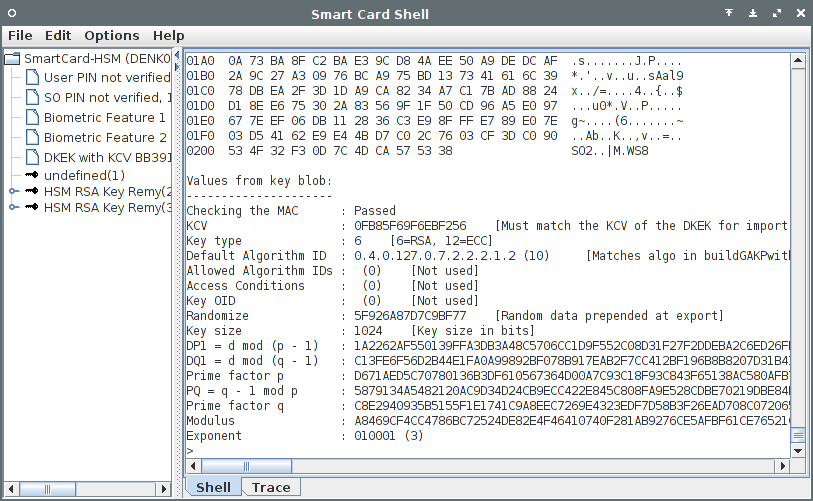 Smart Card Shell
File Edit Options Help
SmartCard-HSM (DENK0
User PIN not verified
SO PIN not verified, 1
Biometric Feature 1
Biometric Feature 2
DKEK with KCV BB391
undefined(1)
HSM RSA Key Remy(2
HSM RSA Key Remy(3
01A0 0A 73 BA 8F C2 BA E3 9C D8 4A EE 50 A9 DE DC AF .s.......J.P....
01B0 2A 9C 27 A3 09 76 BC A9 75 BD 13 73 41 61 6C 39 *.'..v..u..sAal9
01C0 78 DB EA 2F 3D 1D A9 CA 82 34 A7 C1 7B AD 88 24 x../=....4..{..$
01D0 D1 8E E6 75 30 2A 83 56 9F 1F 50 CD 96 A5 E0 97 ...u0*.V..P.....
01E0 67 7E EF 06 DB 11 28 36 C3 E9 8F FF E7 89 E0 7E g~....(6.......~
01F0 03 D5 41 62 E9 E4 4B D7 C0 2C 76 03 CF 3D C0 90 ..Ab..K..,v..=..
0200 53 4F 32 F3 0D 7C 4D CA 57 53 38 SO2..|M.WS8
Values from key blob:
---------------------
Checking the MAC : Passed
KCV : 0FB85F69F6EBF256 [Must match the KCV of the DKEK for import
Key type : 6 [6=RSA, 12=ECC]
Default Algorithm ID : 0.4.0.127.0.7.2.2.2.1.2 (10) [Matches algo in buildGAKPwit
Allowed Algorithm IDs : (0) [Not used]
Access Conditions : (0) [Not used]
Key OID : (0) [Not used]
Randomize : 5F926A87D7C9BF77 [Random data prepended at export]
Key size : 1024 [Key size in bits]
DP1 = d mod (p - 1) : 1A2262AF550139FFA3DB3A48C5706CC1D9F552C08D31F27F2DDEBA2C6ED26F
DQ1 = d mod (q - 1) : C13FE6F56D2B44E1FA0A99892BF078B917EAB2F7CC412BF196B8B8207D31B4
Prime factor p : D671AED5C70780136B3DF610567364D00A7C93C18F93C843F65138AC580AFB
PQ = q - 1 mod p : 5879134A5482120AC9D34D24CB9ECC422E845C808FA9E528CDBE70219DBE84
Prime factor q : C8E2940935B5155F1E1741C9A8EEC7269E4323EDF7D58B3F26EAD708C07206
Modulus : A8469CF4CC4786BC72524DE82E4F46410740F281AB9276CE5AFBF61CE76521
Exponent : 010001 (3)
>
Shell Trace